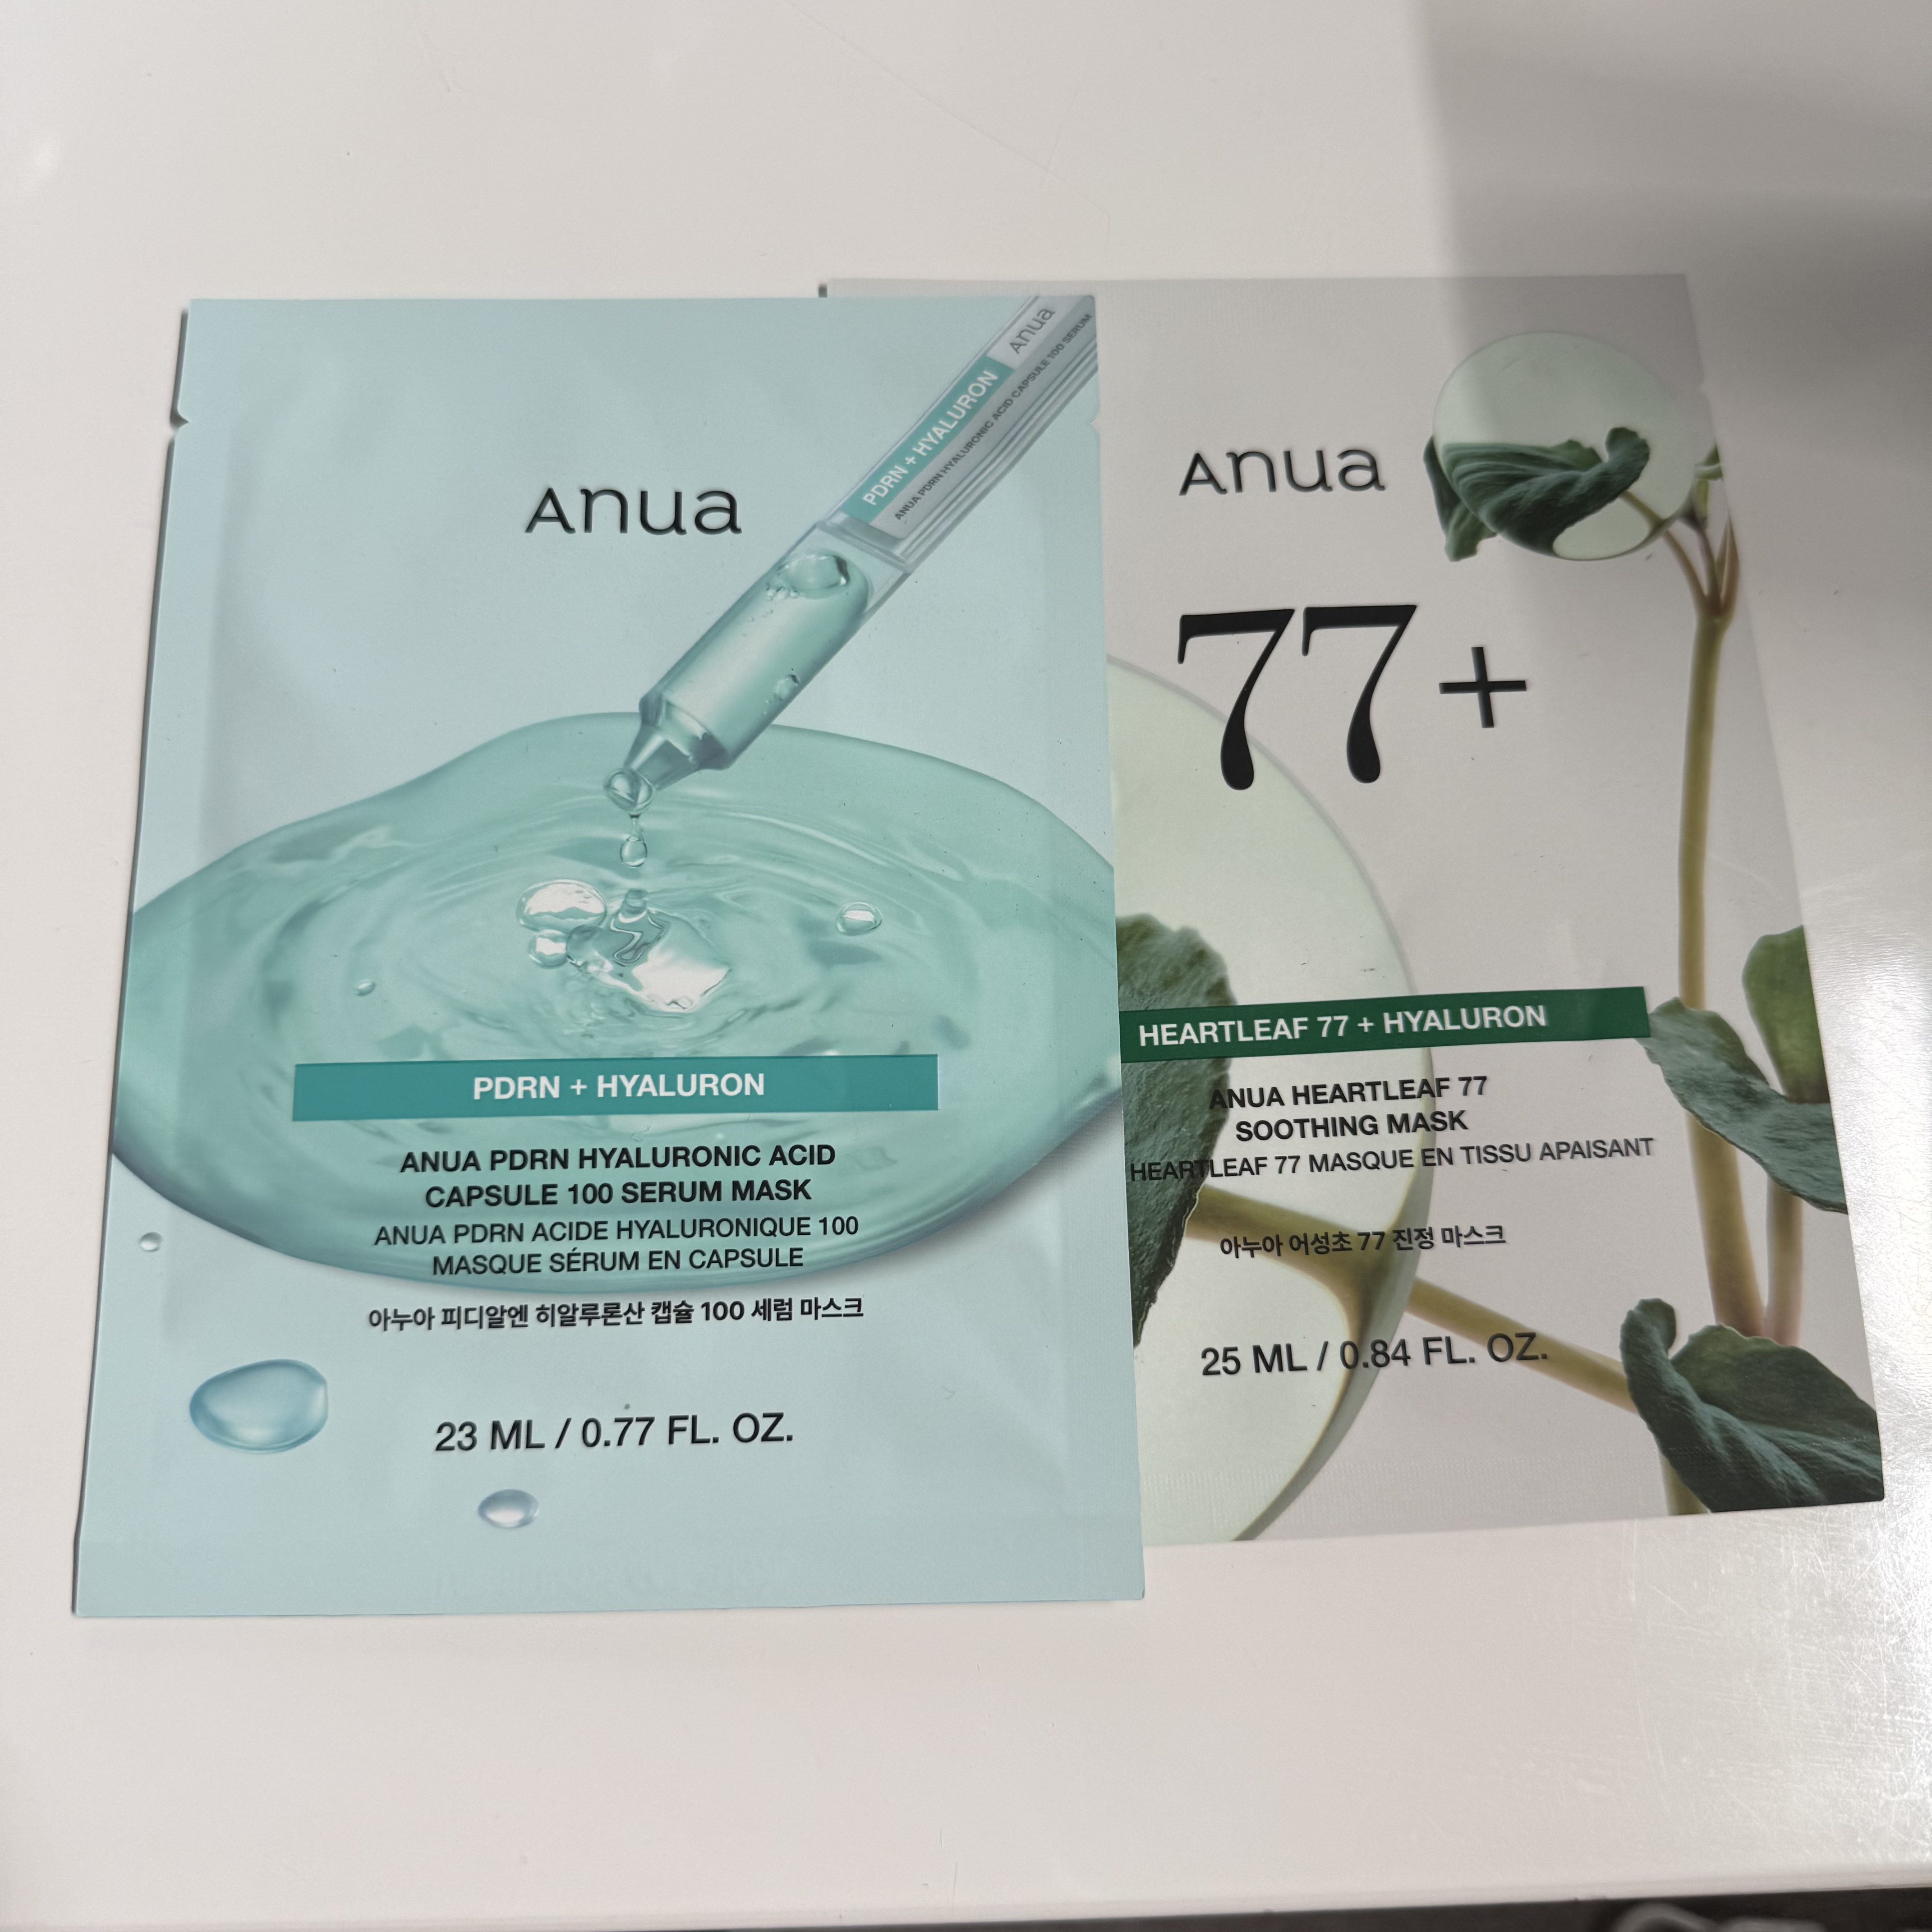 Anua
PDRN + HYALURON
Anua
ANUA PDRN HYALURONIC ACID CAPSULE 100 SERUM
PDRN + HYALURON
ANUA PDRN HYALURONIC ACID
CAPSULE 100 SERUM MASK
ANUA PDRN ACIDE HYALURONIQUE 100
MASQUE SÉRUM EN CAPSULE
아누아 피디알엔 히알루론산 캡슐 100 세럼 마스크
23 ML / 0.77 FL. OZ.
Anua
77+
HEARTLEAF 77 + HYALURON
ANUA HEARTLEAF 77
SOOTHING MASK
HEARTLEAF 77 MASQUE EN TISSU APAISANT
아누아 어성초 77 진정 마스크
25 ML / 0.84 FL. OZ.